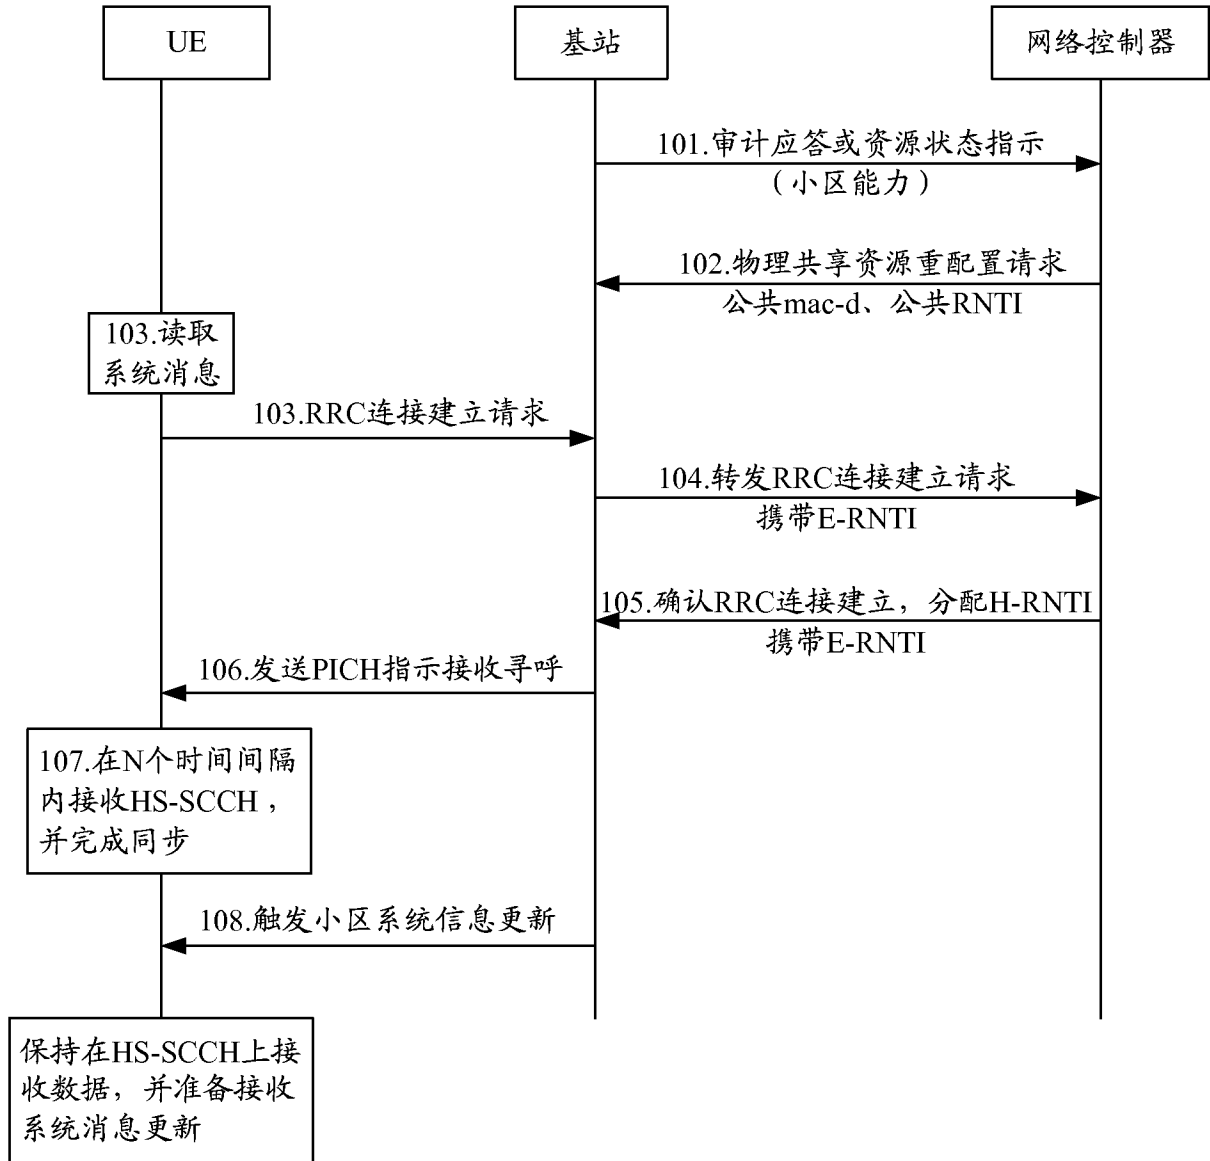 UE
基站
网络控制器
101.审计应答或资源状态指示
（小区能力）
102.物理共享资源重配置请求
公共mac-d、公共RNTI
103.读取
系统消息
103.RRC连接建立请求
104.转发RRC连接建立请求
携带E-RNTI
105.确认RRC连接建立，分配H-RNTI
携带E-RNTI
106.发送PICH指示接收寻呼
107.在N个时间间隔
内接收HS-SCCH，
并完成同步
108.触发小区系统信息更新
保持在HS-SCCH上接
收数据，并准备接收
系统消息更新